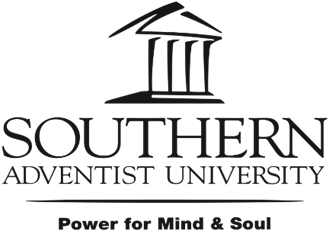 SOUTHERN
ADVENTIST UNIVERSITY
Power for Mind & Soul